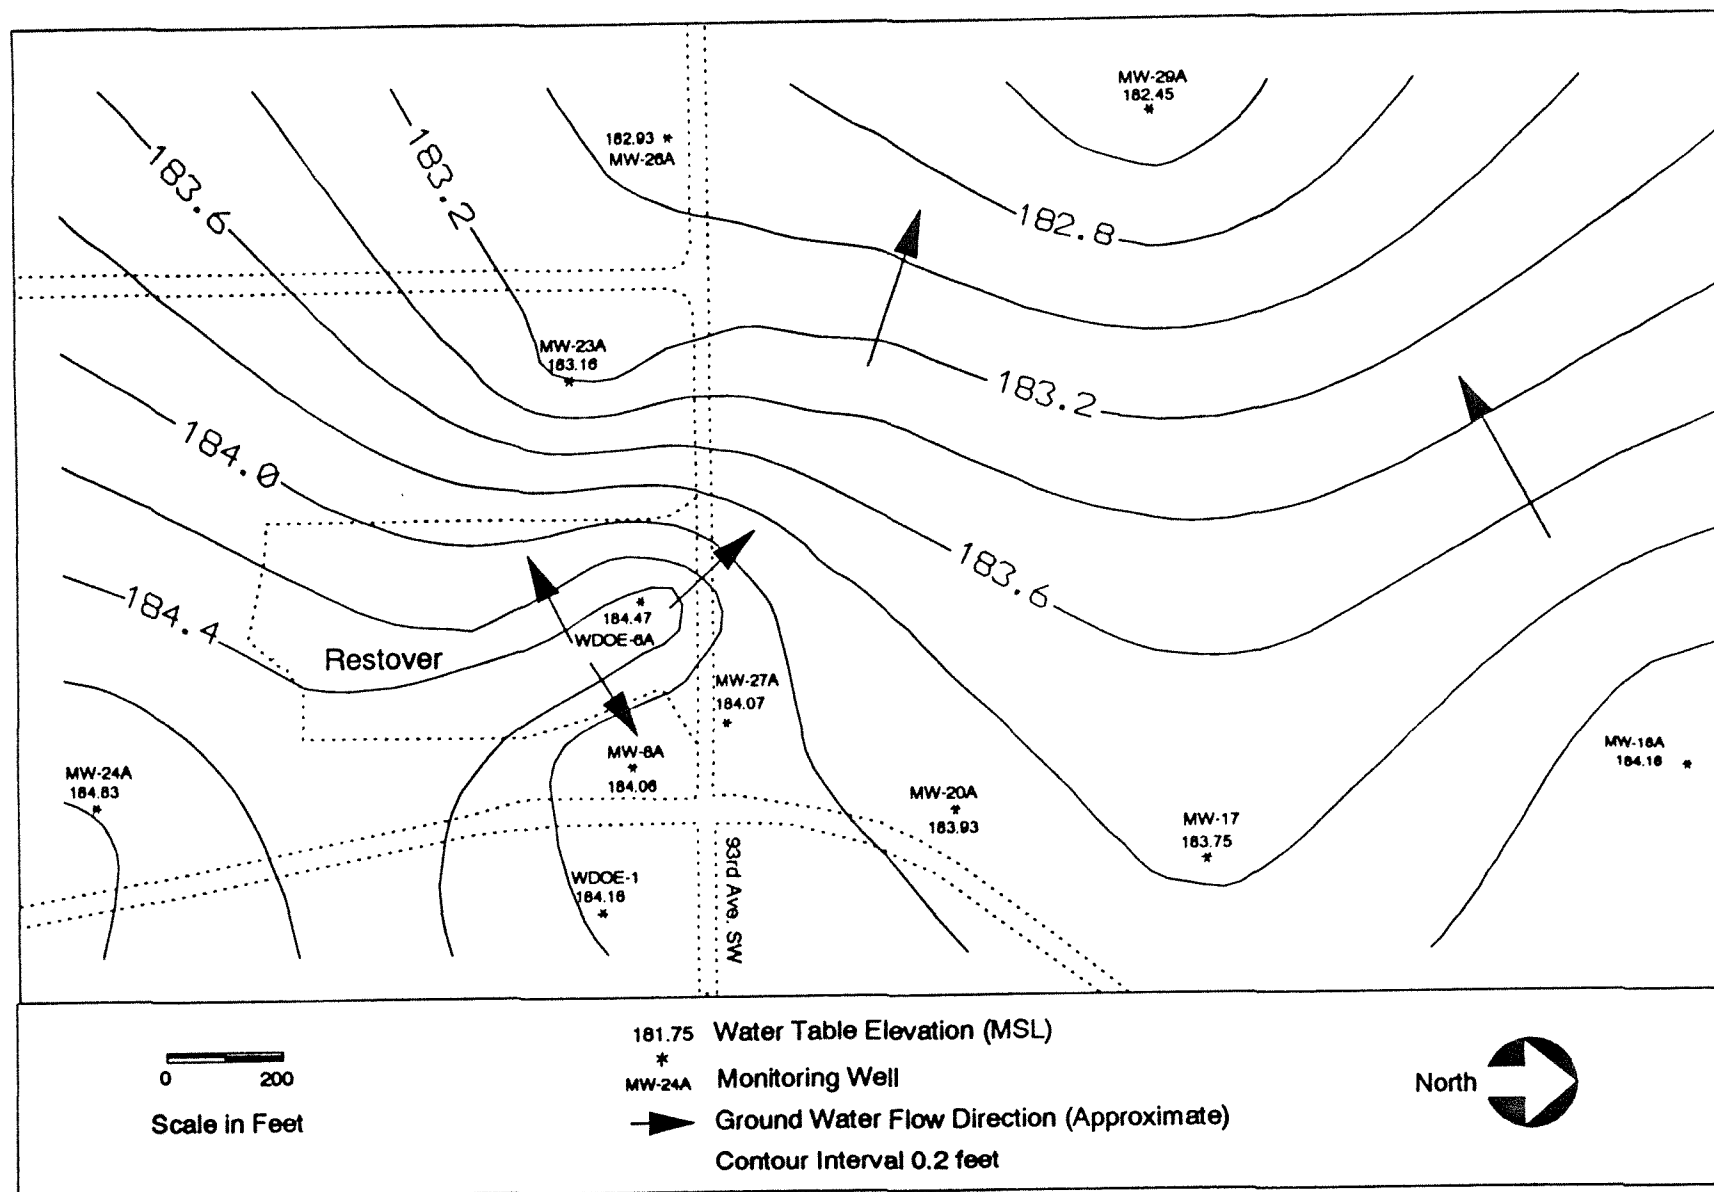 MW-29A
182.45
182.93
MW-26A
183.6
183.2
182.8
MW-23A
183.16
183.2
184.0
183.6
184.4
184.47
WDOE-6A
Restover
MW-27A
184.07
MW-24A
184.83
MW-8A
184.06
MW-20A
183.93
MW-17
183.75
MW-18A
184.16
WDOE-1
184.16
93rd Ave. SW
181.75 Water Table Elevation (MSL)
MW-24A Monitoring Well
Ground Water Flow Direction (Approximate)
Contour Interval 0.2 feet
0 200
Scale in Feet
North